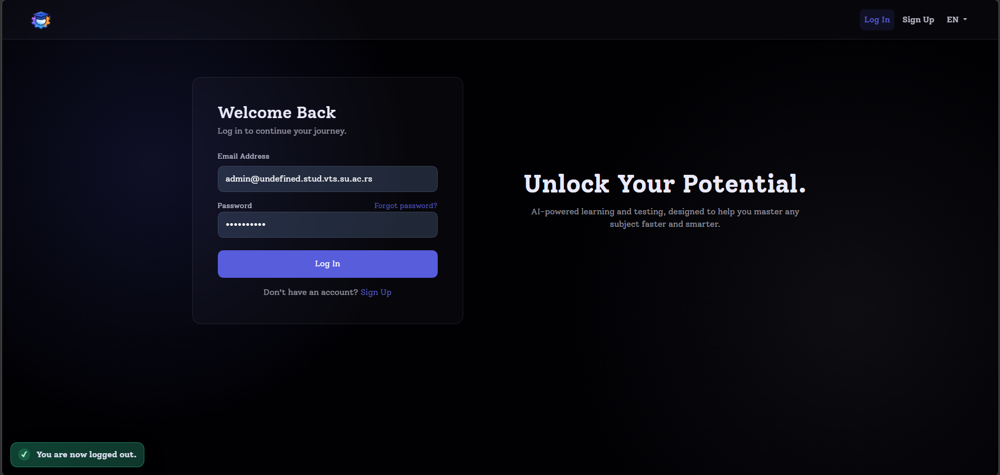 Log In
Sign Up
EN
Welcome Back
Log in to continue your journey.
Email Address
admin@undefined.stud.vts.su.ac.rs
Password
Forgot password?
••••••••••
Log In
Don't have an account? Sign Up
Unlock Your Potential.
AI-powered learning and testing, designed to help you master any
subject faster and smarter.
You are now logged out.